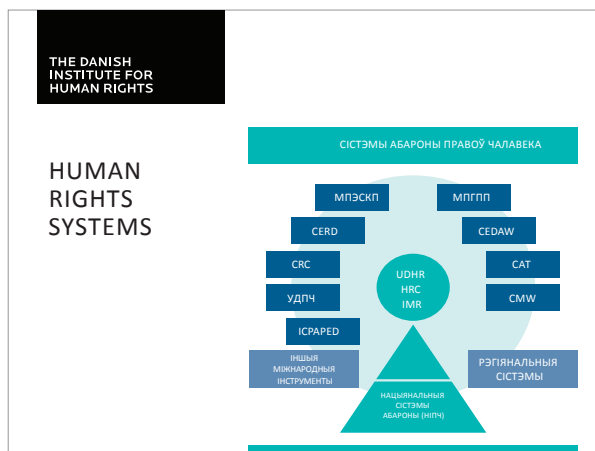 THE DANISH
INSTITUTE FOR
HUMAN RIGHTS
HUMAN
RIGHTS
SYSTEMS
СІСТЭМЫ АБАРОНЫ ПРАВОЎ ЧАЛАВЕКА
МПЭСКП
МПГПП
CERD
CEDAW
CRC
CAT
UDHR
HRC
IMR
УДПЧ
CMW
ICPAPED
ІНШЫЯ
МІЖНАРОДНЫЯ
ІНСТРУМЕНТЫ
РЭГІЯНАЛЬНЫЯ
СІСТЭМЫ
НАЦЫЯНАЛЬНЫЯ
СІСТЭМЫ
АБАРОНЫ (НІПЧ)